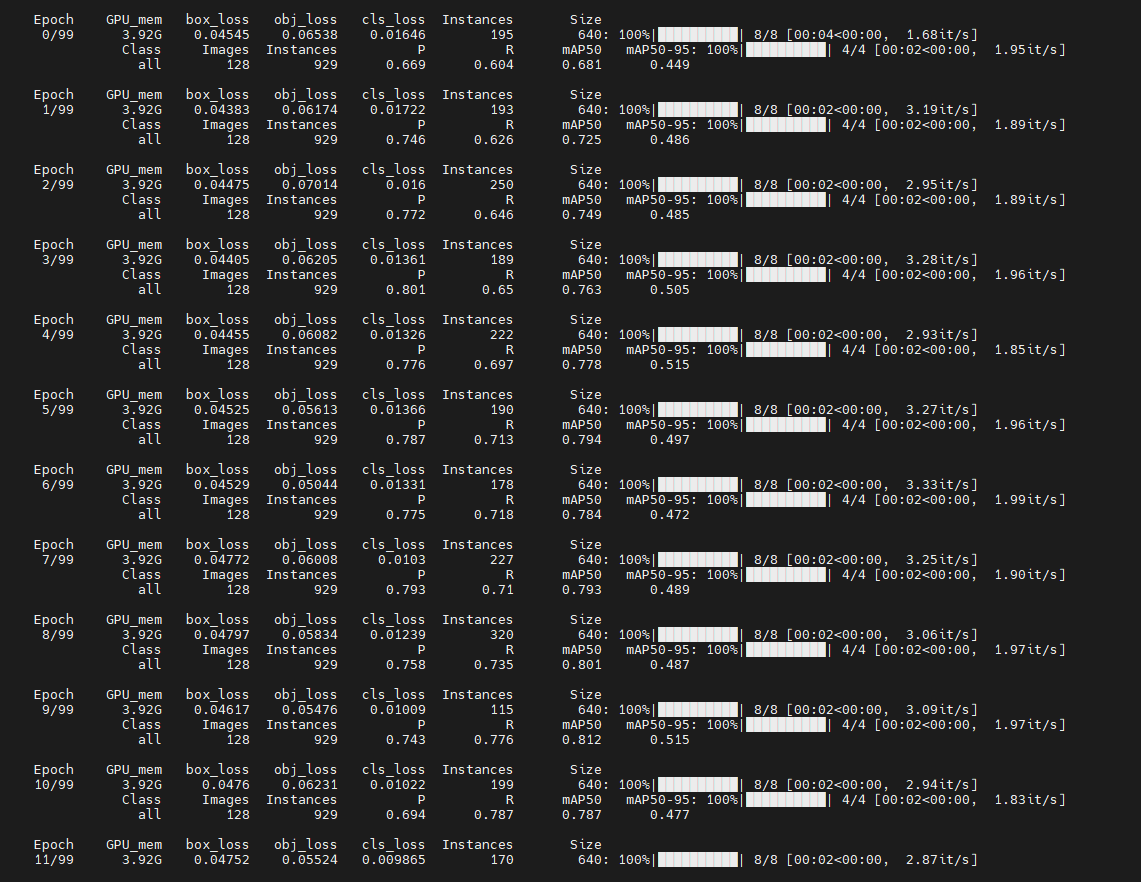 Epoch GPU_mem box_loss obj_loss cls_loss Instances Size
0/99 3.92G 0.04545 0.06538 0.01646 195 640: 100%|██████████| 8/8 [00:04<00:00, 1.68it/s]
Class Images Instances P R mAP50 mAP50-95: 100%|██████████| 4/4 [00:02<00:00, 1.95it/s]
all 128 929 0.669 0.604 0.681 0.449
Epoch GPU_mem box_loss obj_loss cls_loss Instances Size
1/99 3.92G 0.04383 0.06174 0.01722 193 640: 100%|██████████| 8/8 [00:02<00:00, 3.19it/s]
Class Images Instances P R mAP50 mAP50-95: 100%|██████████| 4/4 [00:02<00:00, 1.89it/s]
all 128 929 0.746 0.626 0.725 0.486
Epoch GPU_mem box_loss obj_loss cls_loss Instances Size
2/99 3.92G 0.04475 0.07014 0.016 250 640: 100%|██████████| 8/8 [00:02<00:00, 2.95it/s]
Class Images Instances P R mAP50 mAP50-95: 100%|██████████| 4/4 [00:02<00:00, 1.89it/s]
all 128 929 0.772 0.646 0.749 0.485
Epoch GPU_mem box_loss obj_loss cls_loss Instances Size
3/99 3.92G 0.04405 0.06205 0.01361 189 640: 100%|██████████| 8/8 [00:02<00:00, 3.28it/s]
Class Images Instances P R mAP50 mAP50-95: 100%|██████████| 4/4 [00:02<00:00, 1.96it/s]
all 128 929 0.801 0.65 0.763 0.505
Epoch GPU_mem box_loss obj_loss cls_loss Instances Size
4/99 3.92G 0.04455 0.06082 0.01326 222 640: 100%|██████████| 8/8 [00:02<00:00, 2.93it/s]
Class Images Instances P R mAP50 mAP50-95: 100%|██████████| 4/4 [00:02<00:00, 1.85it/s]
all 128 929 0.776 0.697 0.778 0.515
Epoch GPU_mem box_loss obj_loss cls_loss Instances Size
5/99 3.92G 0.04525 0.05613 0.01366 190 640: 100%|██████████| 8/8 [00:02<00:00, 3.27it/s]
Class Images Instances P R mAP50 mAP50-95: 100%|██████████| 4/4 [00:02<00:00, 1.96it/s]
all 128 929 0.787 0.713 0.794 0.497
Epoch GPU_mem box_loss obj_loss cls_loss Instances Size
6/99 3.92G 0.04529 0.05044 0.01331 178 640: 100%|██████████| 8/8 [00:02<00:00, 3.33it/s]
Class Images Instances P R mAP50 mAP50-95: 100%|██████████| 4/4 [00:02<00:00, 1.99it/s]
all 128 929 0.775 0.718 0.784 0.472
Epoch GPU_mem box_loss obj_loss cls_loss Instances Size
7/99 3.92G 0.04772 0.06008 0.0103 227 640: 100%|██████████| 8/8 [00:02<00:00, 3.25it/s]
Class Images Instances P R mAP50 mAP50-95: 100%|██████████| 4/4 [00:02<00:00, 1.90it/s]
all 128 929 0.793 0.71 0.793 0.489
Epoch GPU_mem box_loss obj_loss cls_loss Instances Size
8/99 3.92G 0.04797 0.05834 0.01239 320 640: 100%|██████████| 8/8 [00:02<00:00, 3.06it/s]
Class Images Instances P R mAP50 mAP50-95: 100%|██████████| 4/4 [00:02<00:00, 1.97it/s]
all 128 929 0.758 0.735 0.801 0.487
Epoch GPU_mem box_loss obj_loss cls_loss Instances Size
9/99 3.92G 0.04617 0.05476 0.01009 115 640: 100%|██████████| 8/8 [00:02<00:00, 3.09it/s]
Class Images Instances P R mAP50 mAP50-95: 100%|██████████| 4/4 [00:02<00:00, 1.97it/s]
all 128 929 0.743 0.776 0.812 0.515
Epoch GPU_mem box_loss obj_loss cls_loss Instances Size
10/99 3.92G 0.0476 0.06231 0.01022 199 640: 100%|██████████| 8/8 [00:02<00:00, 2.94it/s]
Class Images Instances P R mAP50 mAP50-95: 100%|██████████| 4/4 [00:02<00:00, 1.83it/s]
all 128 929 0.694 0.787 0.787 0.477
Epoch GPU_mem box_loss obj_loss cls_loss Instances Size
11/99 3.92G 0.04752 0.05524 0.009865 170 640: 100%|██████████| 8/8 [00:02<00:00, 2.87it/s]